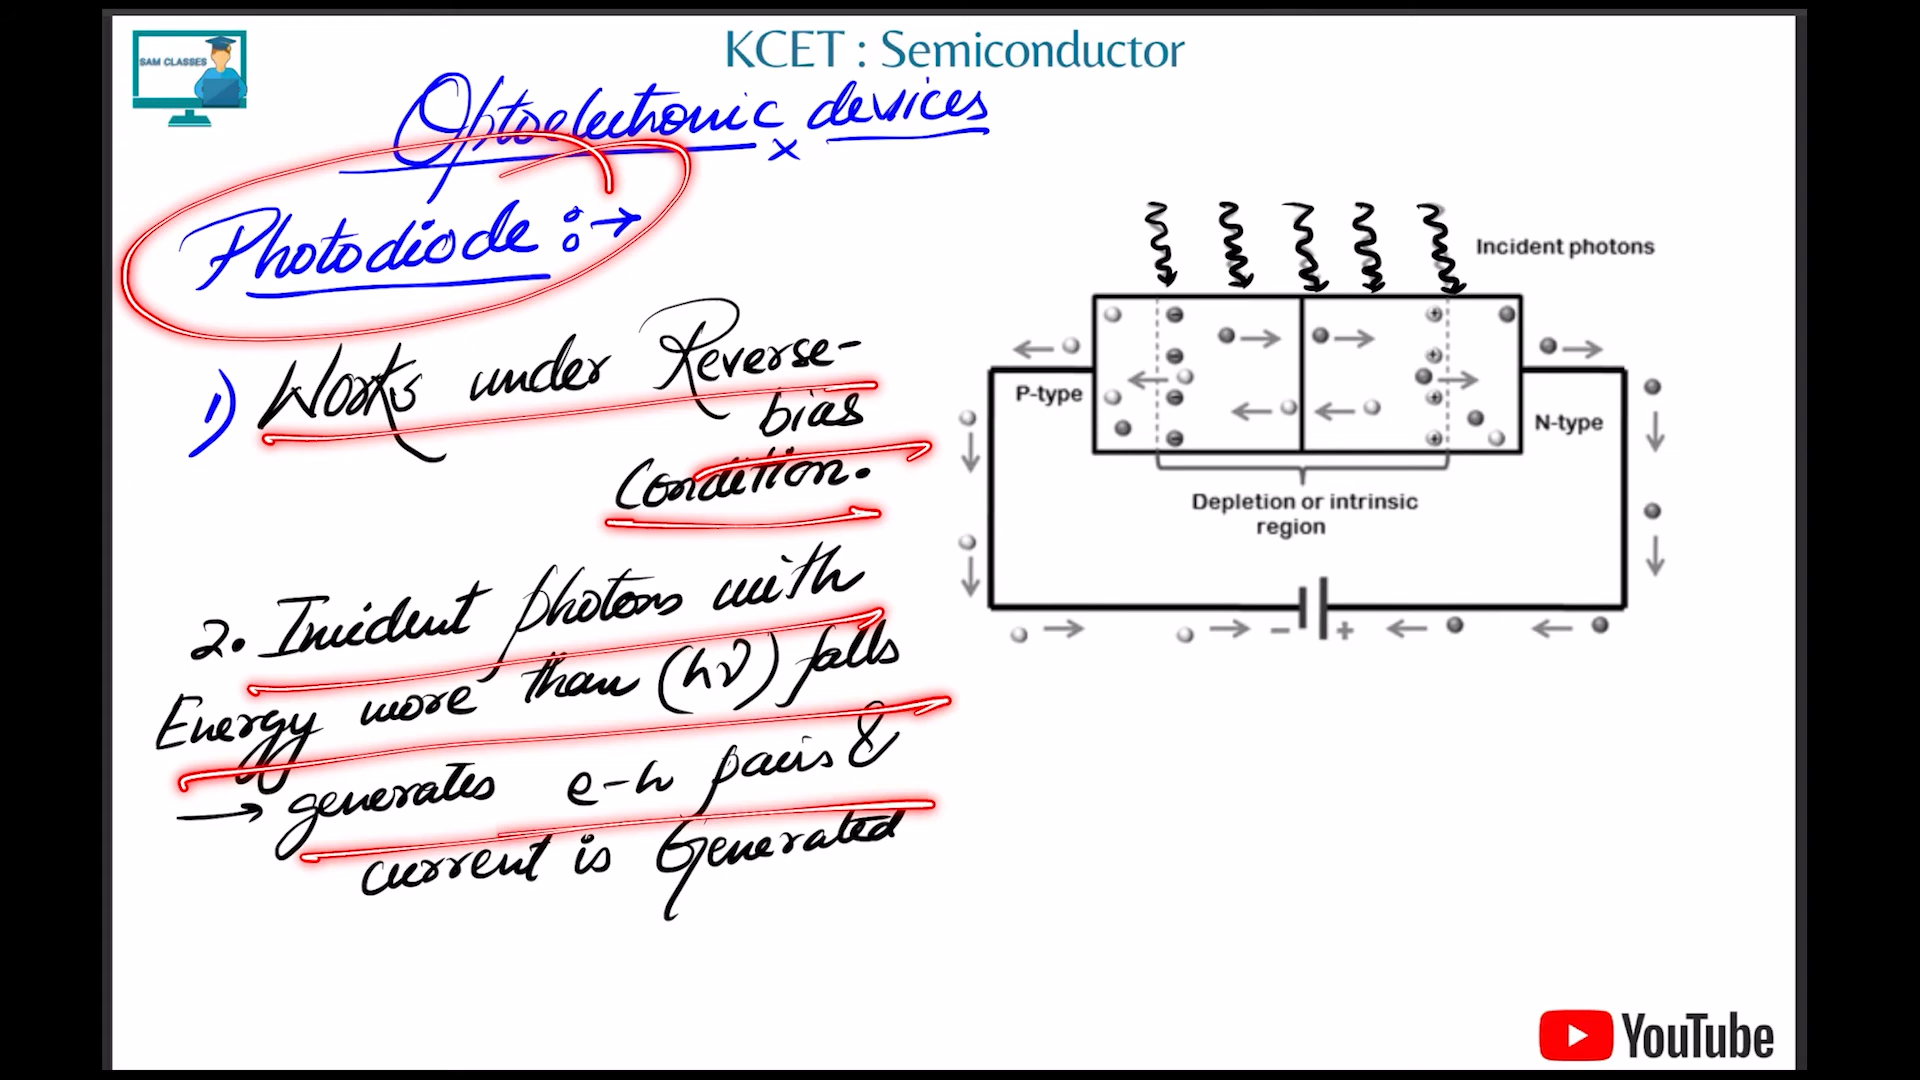 SAM CLASSES
KCET : Semiconductor
Optoelectronic devices
x
Photodiode :→
1) Works under Reverse-
bias
Condition.
2. Incident photons with
Energy more than (hν) falls
→ generates e-h pairs &
current is Generated
Incident photons
P-type
N-type
Depletion or intrinsic
region
− +
YouTube